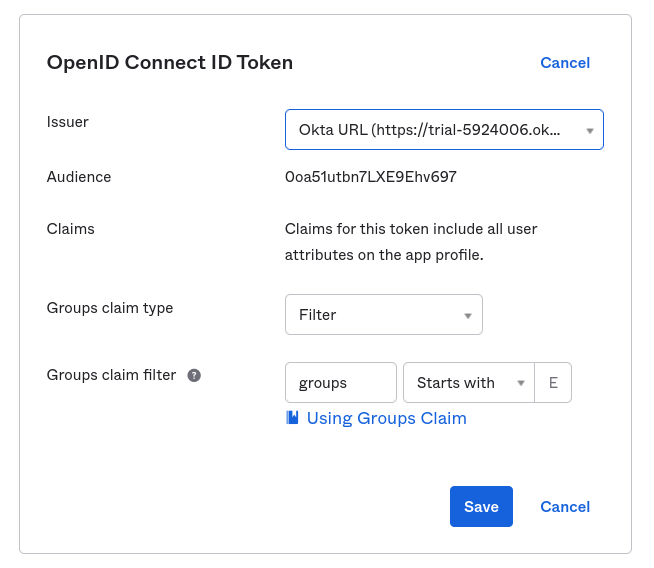 OpenID Connect ID Token
Cancel
Issuer
Okta URL (https://trial-5924006.ok...
Audience
0oa51utbn7LXE9Ehv697
Claims
Claims for this token include all user
attributes on the app profile.
Groups claim type
Filter
Groups claim filter ?
groups
Starts with
E
Using Groups Claim
Save
Cancel